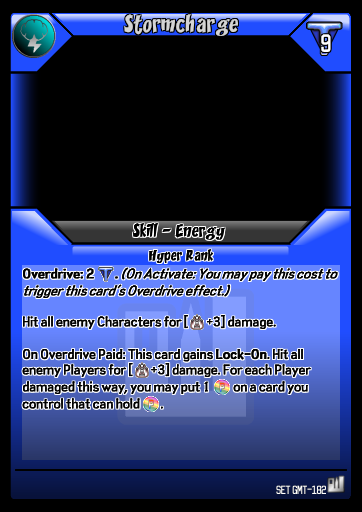 Stormcharge
9
Skill - Energy
Hyper Rank
Overdrive: 2 . (On Activate: You may pay this cost to
trigger this card's Overdrive effect.)
Hit all enemy Characters for [ +3] damage.
On Overdrive Paid: This card gains Lock-On. Hit all
enemy Players for [ +3] damage. For each Player
damaged this way, you may put 1 on a card you
control that can hold .
SET GMT-182